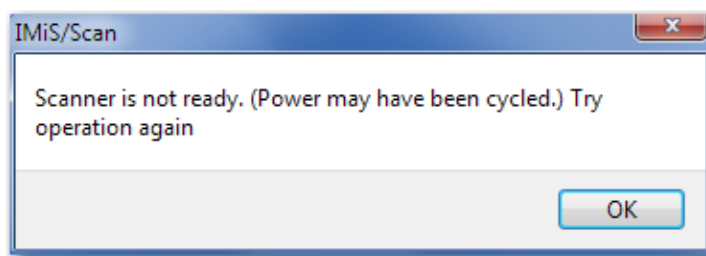 IMiS/Scan
Scanner is not ready. (Power may have been cycled.) Try
operation again
OK